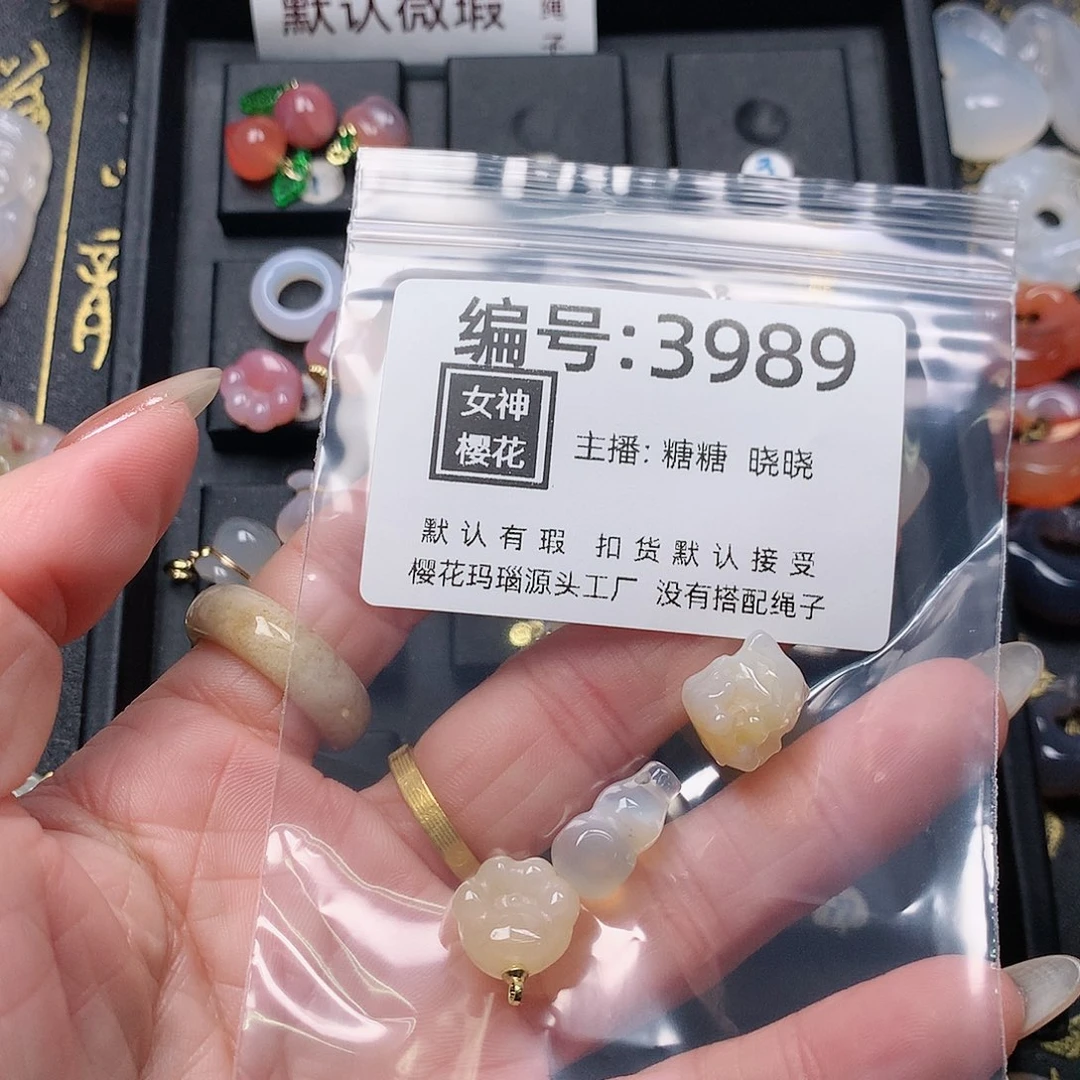 默认微瑕
绳
子
编号:3989
女神
樱花
主播: 糖糖 晓晓
默认有瑕 扣货默认接受
樱花玛瑙源头工厂 没有搭配绳子